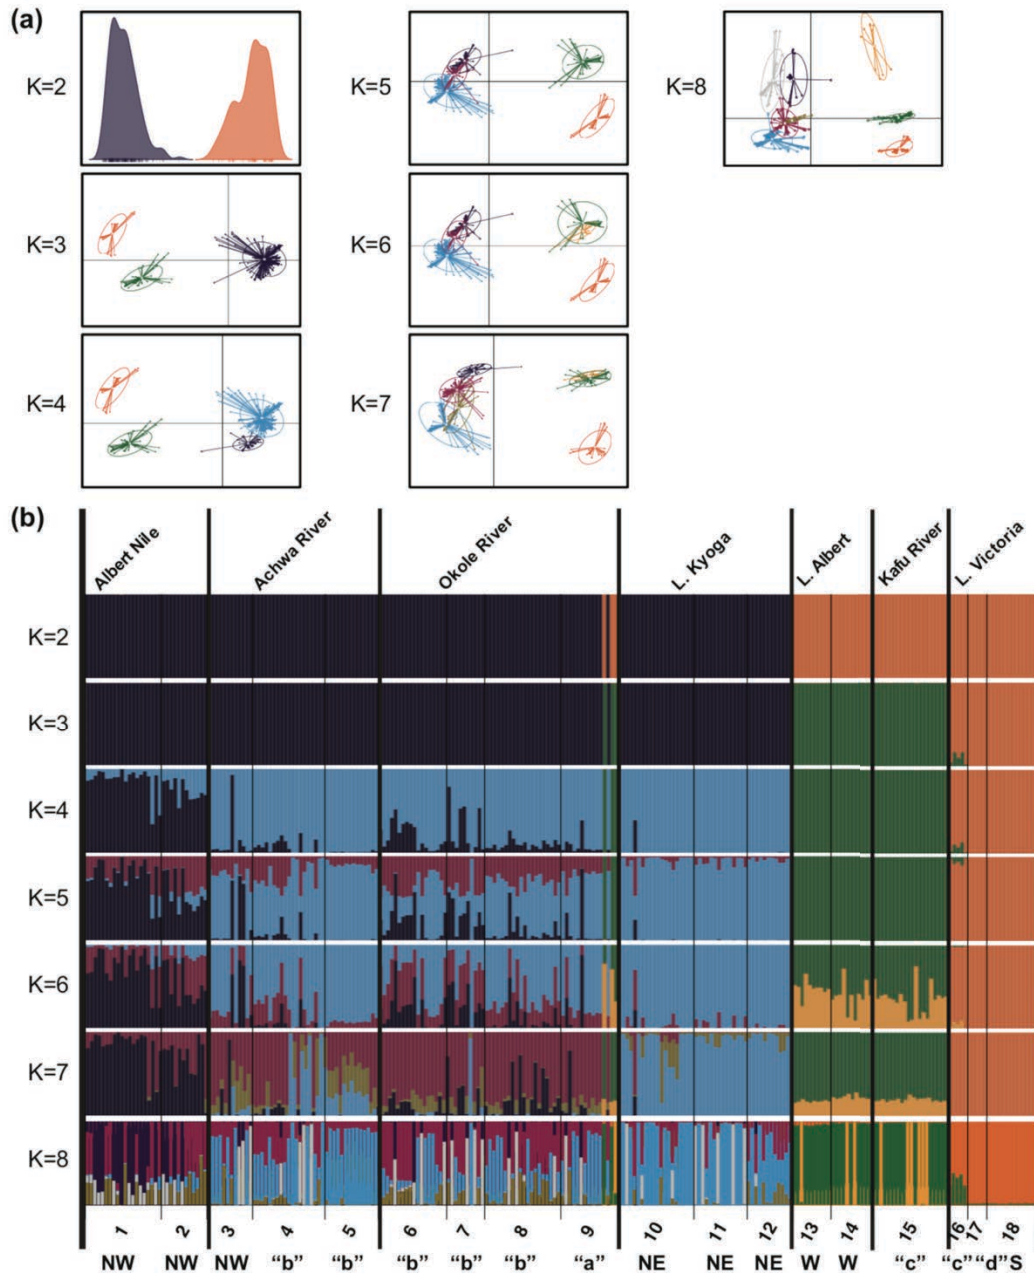 (a)
K=2
K=5
K=8
K=3
K=6
K=4
K=7
(b)
Albert Nile
Achwa River
Okole River
L. Kyoga
L. Albert
Kafu River
L. Victoria
K=2
K=3
K=4
K=5
K=6
K=7
K=8
1 2 3 4 5 6 7 8 9 10 11 12 13 14 15 16 17 18
NW NW NW “b” “b” “b” “b” “b” “a” NE NE NE W W “c” “c” “d” S